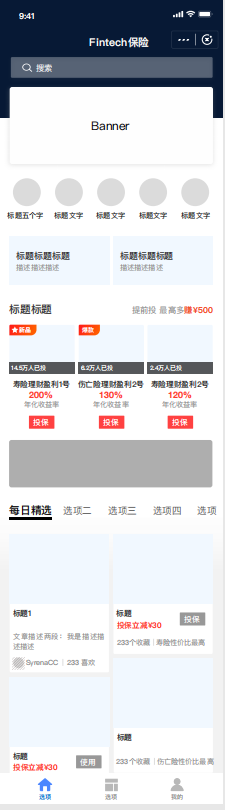 9:41
Fintech保险
搜索
Banner
标题五个字 标题文字 标题文字 标题文字 标题文字
标题标题标题 标题标题标题
描述描述描述 描述描述描述
标题标题 提前投 最高多赚¥500
新品 爆款
14.5万人已投 6.2万人已投 2.4万人已投
寿险理财盈利1号 伤亡险理财盈利2号 寿险理财盈利2号
200% 130% 120%
年化收益率 年化收益率 年化收益率
投保 投保 投保
每日精选 选项二 选项三 选项四 选项
标题1
文章描述两段：我是描述描述描述
SyrenaCC | 233 喜欢
标题
投保立减¥30 投保
233个收藏 | 寿险性价比最高
标题
投保立减¥30 使用
标题
233个收藏 | 伤亡险性价比最高
选项 选项 我的